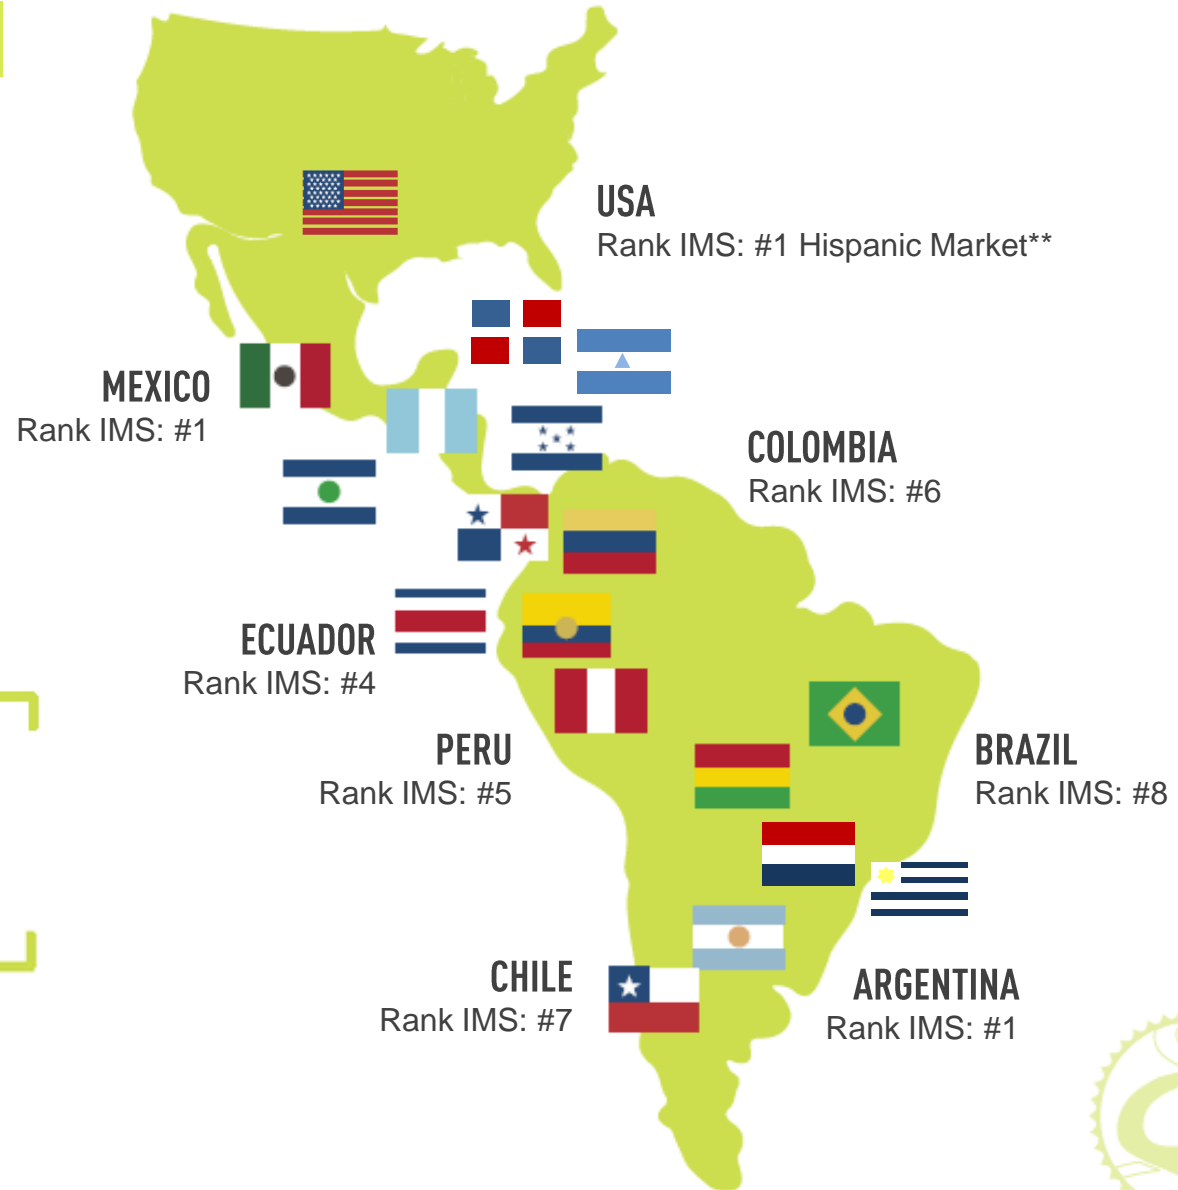 USA
Rank IMS: #1 Hispanic Market**
MEXICO
Rank IMS: #1
COLOMBIA
Rank IMS: #6
ECUADOR
Rank IMS: #4
PERU
Rank IMS: #5
BRAZIL
Rank IMS: #8
CHILE
Rank IMS: #7
ARGENTINA
Rank IMS: #1